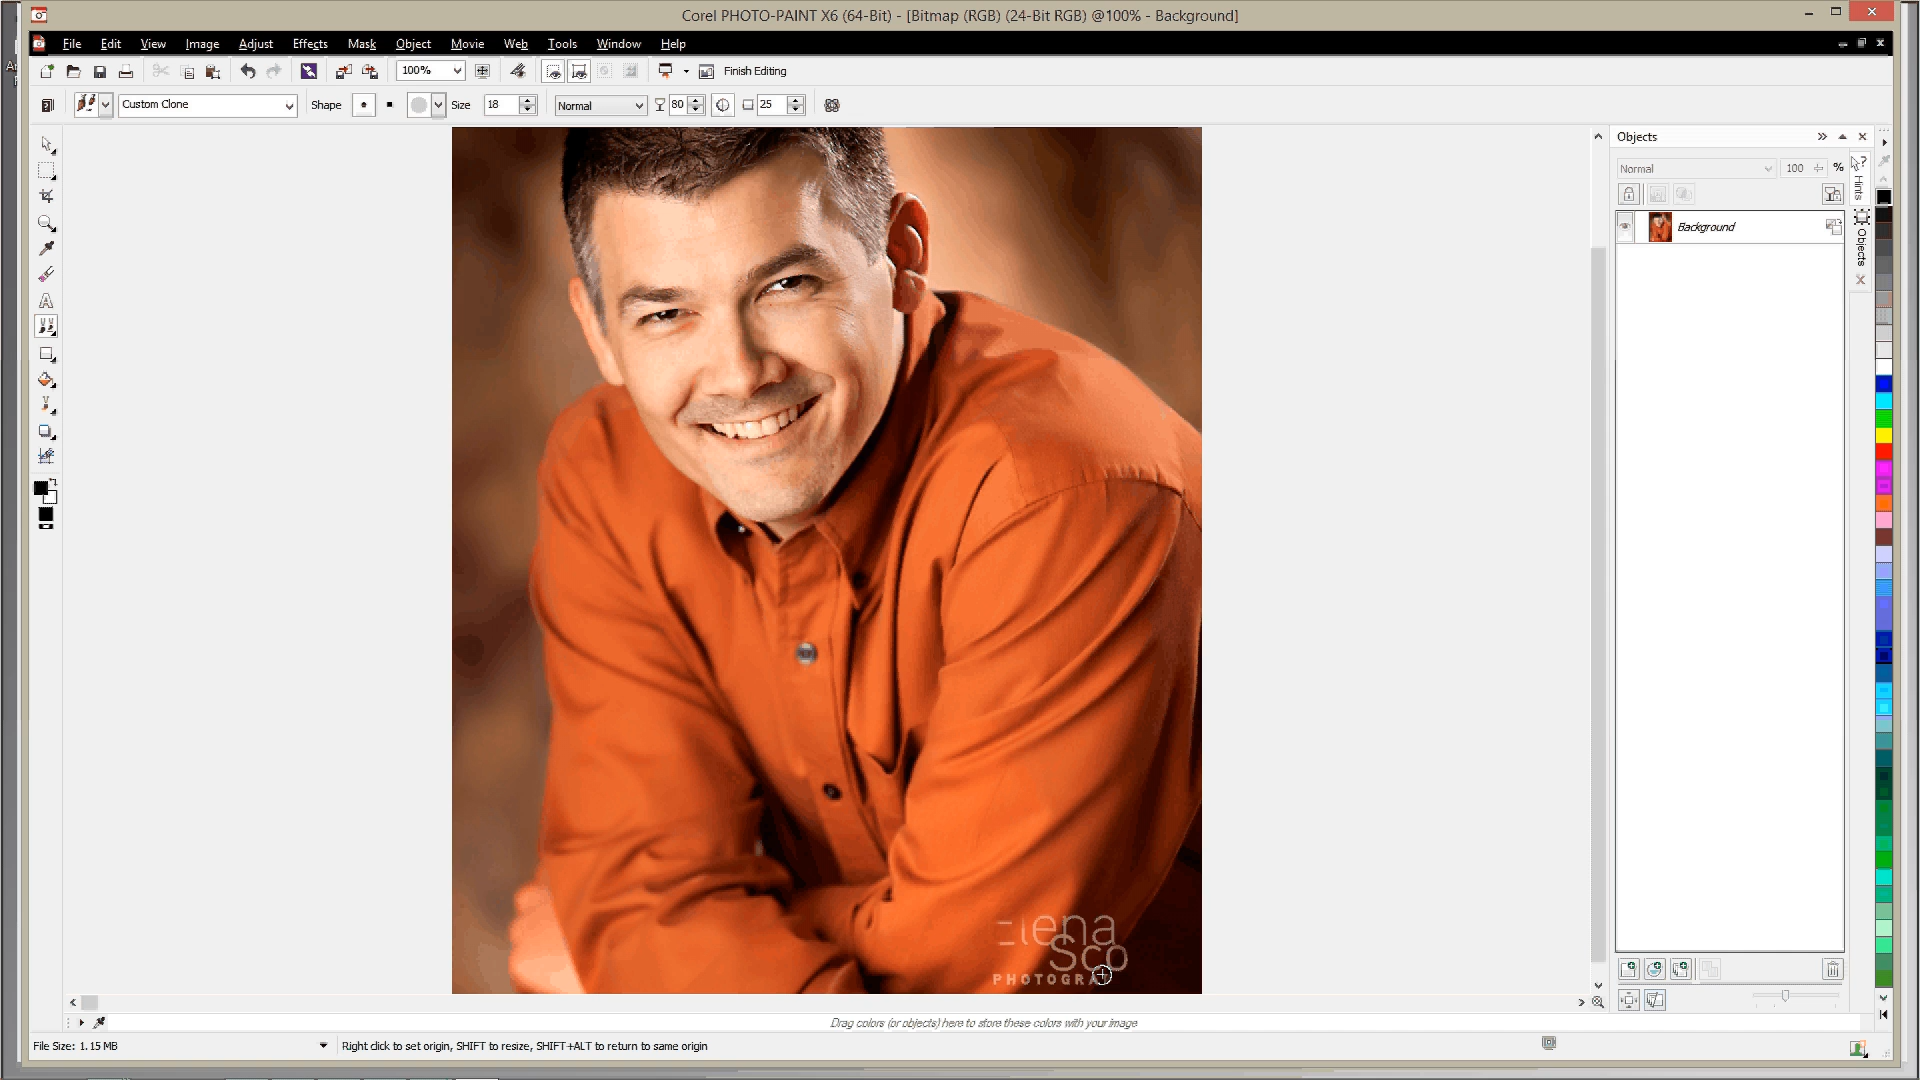 Corel PHOTO-PAINT X6 (64-Bit) - [Bitmap (RGB) (24-Bit RGB) @100% - Background]
File Edit View Image Adjust Effects Mask Object Movie Web Tools Window Help
100% Finish Editing
Custom Clone Shape Size 18 Normal 80 25
Objects
Normal 100 %
Hints
Background
Objects
Sco
Drag colors (or objects) here to store these colors with your image
File Size: 1.15 MB Right click to set origin, SHIFT to resize, SHIFT+ALT to return to same origin